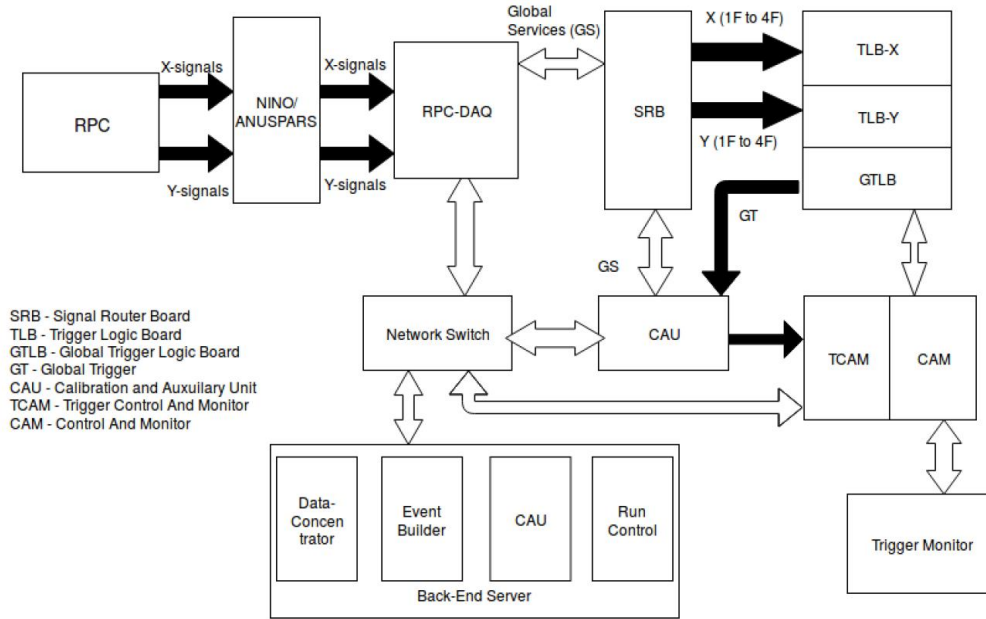 Global
Services (GS)
X (1F to 4F)
X-signals
X-signals
RPC
NINO/
ANUSPARS
RPC-DAQ
SRB
TLB-X
TLB-Y
Y (1F to 4F)
Y-signals
Y-signals
GTLB
GT
GS
SRB - Signal Router Board
TLB - Trigger Logic Board
GTLB - Global Trigger Logic Board
GT - Global Trigger
CAU - Calibration and Auxuilary Unit
TCAM - Trigger Control And Monitor
CAM - Control And Monitor
Network Switch
CAU
TCAM
CAM
Data-
Concen
trator
Event
Builder
CAU
Run
Control
Back-End Server
Trigger Monitor